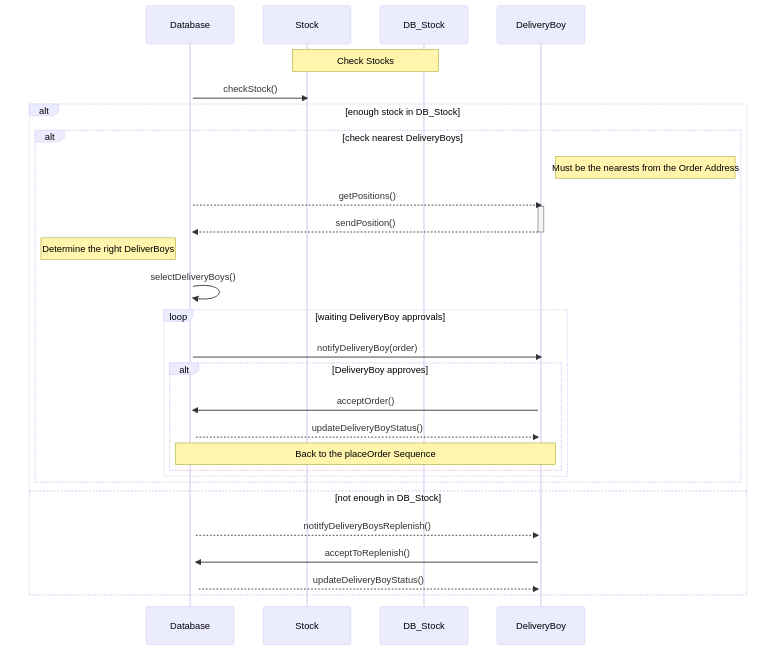 Database Stock DB_Stock DeliveryBoy
Check Stocks
checkStock()
alt [enough stock in DB_Stock]
alt [check nearest DeliveryBoys]
Must be the nearests from the Order Address
getPositions()
sendPosition()
Determine the right DeliverBoys
selectDeliveryBoys()
loop [waiting DeliveryBoy approvals]
notifyDeliveryBoy(order)
alt [DeliveryBoy approves]
acceptOrder()
updateDeliveryBoyStatus()
Back to the placeOrder Sequence
[not enough in DB_Stock]
notitfyDeliveryBoysReplenish()
acceptToReplenish()
updateDeliveryBoyStatus()
Database Stock DB_Stock DeliveryBoy